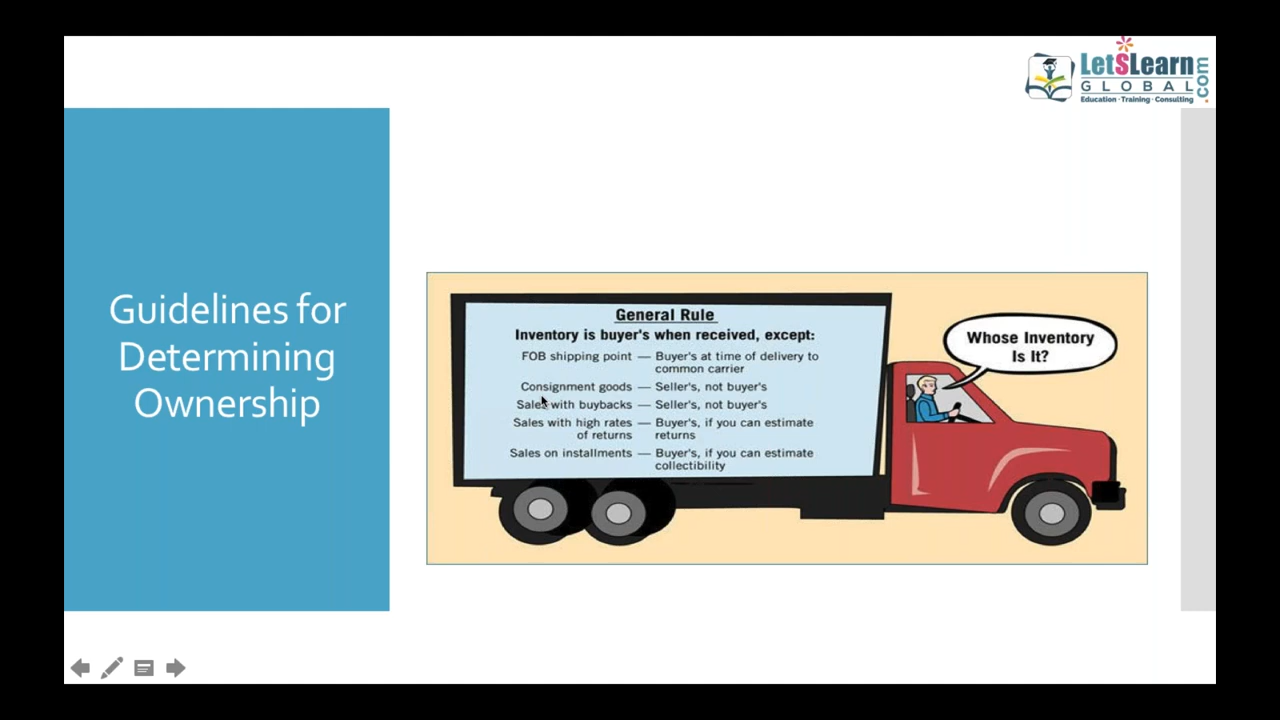 LetSLearn
.com
GLOBAL
Education · Training · Consulting
Guidelines for
Determining
Ownership
General Rule
Inventory is buyer's when received, except:
FOB shipping point — Buyer's at time of delivery to
common carrier
Consignment goods — Seller's, not buyer's
Sales with buybacks — Seller's, not buyer's
Sales with high rates — Buyer's, if you can estimate
of returns returns
Sales on installments — Buyer's, if you can estimate
collectibility
Whose Inventory
Is It?